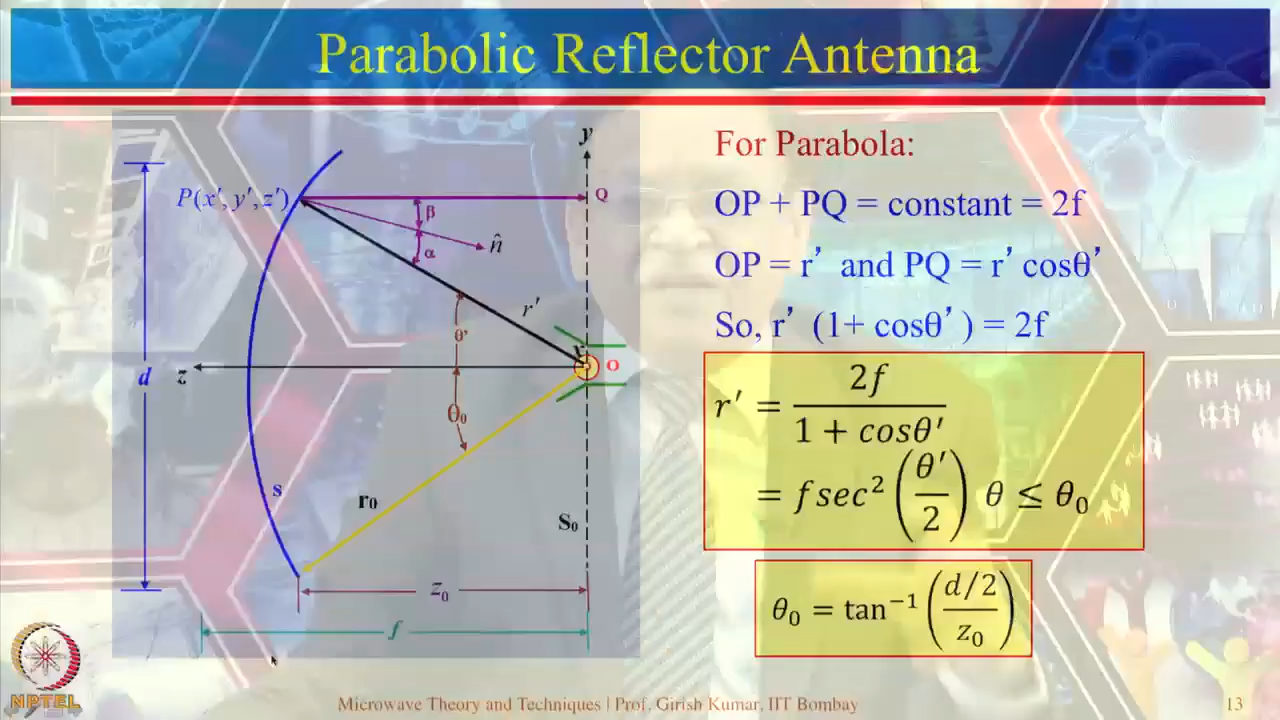 Parabolic Reflector Antenna
y
P(x′, y′, z′)
Q
β
n̂
α
r′
θ'
x
O
d
z
θ₀
s
r₀
S₀
z₀
f
For Parabola:
OP + PQ = constant = 2f
OP = r’ and PQ = r’ cosθ’
So, r’ (1+ cosθ’ ) = 2f
r′ = 2f / (1 + cosθ′)
= fsec² (θ′/2) θ ≤ θ₀
θ₀ = tan⁻¹ ((d/2)/z₀)
NPTEL
Microwave Theory and Techniques | Prof. Girish Kumar, IIT Bombay
13